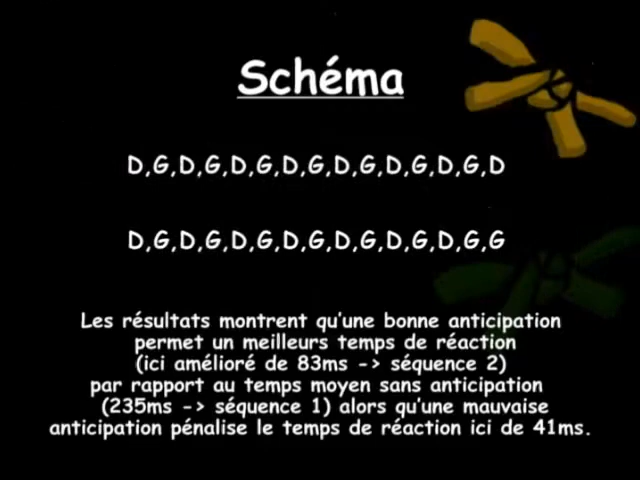 Schéma
D,G,D,G,D,G,D,G,D,G,D,G,D,G,D
D,G,D,G,D,G,D,G,D,G,D,G,D,G,G
Les résultats montrent qu'une bonne anticipation
permet un meilleurs temps de réaction
(ici amélioré de 83ms -> séquence 2)
par rapport au temps moyen sans anticipation
(235ms -> séquence 1) alors qu'une mauvaise
anticipation pénalise le temps de réaction ici de 41ms.